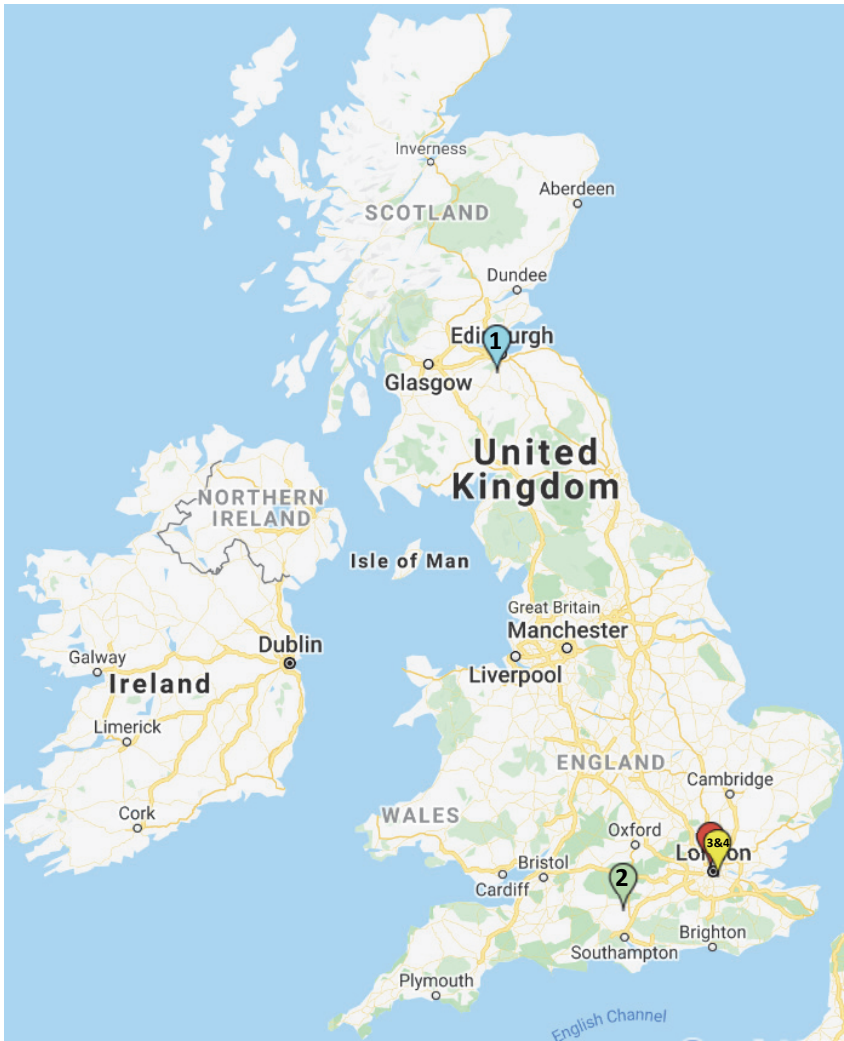 Inverness
Aberdeen
SCOTLAND
Dundee
Edinburgh
1
Glasgow
United
Kingdom
NORTHERN
IRELAND
Isle of Man
Great Britain
Manchester
Dublin
Galway
Liverpool
Ireland
Limerick
ENGLAND
Cambridge
Cork
WALES
Oxford
3&4
London
Bristol
2
Cardiff
Brighton
Southampton
Plymouth
English Channel